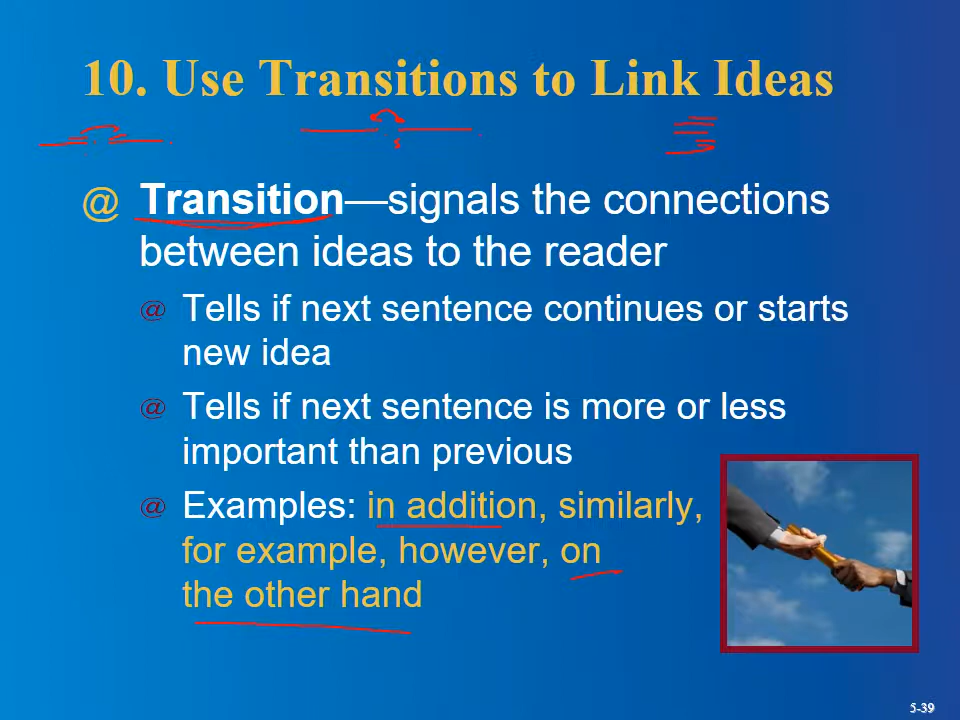 10. Use Transitions to Link Ideas
@ Transition—signals the connections
between ideas to the reader
@ Tells if next sentence continues or starts
new idea
@ Tells if next sentence is more or less
important than previous
@ Examples: in addition, similarly,
for example, however, on
the other hand
5-39